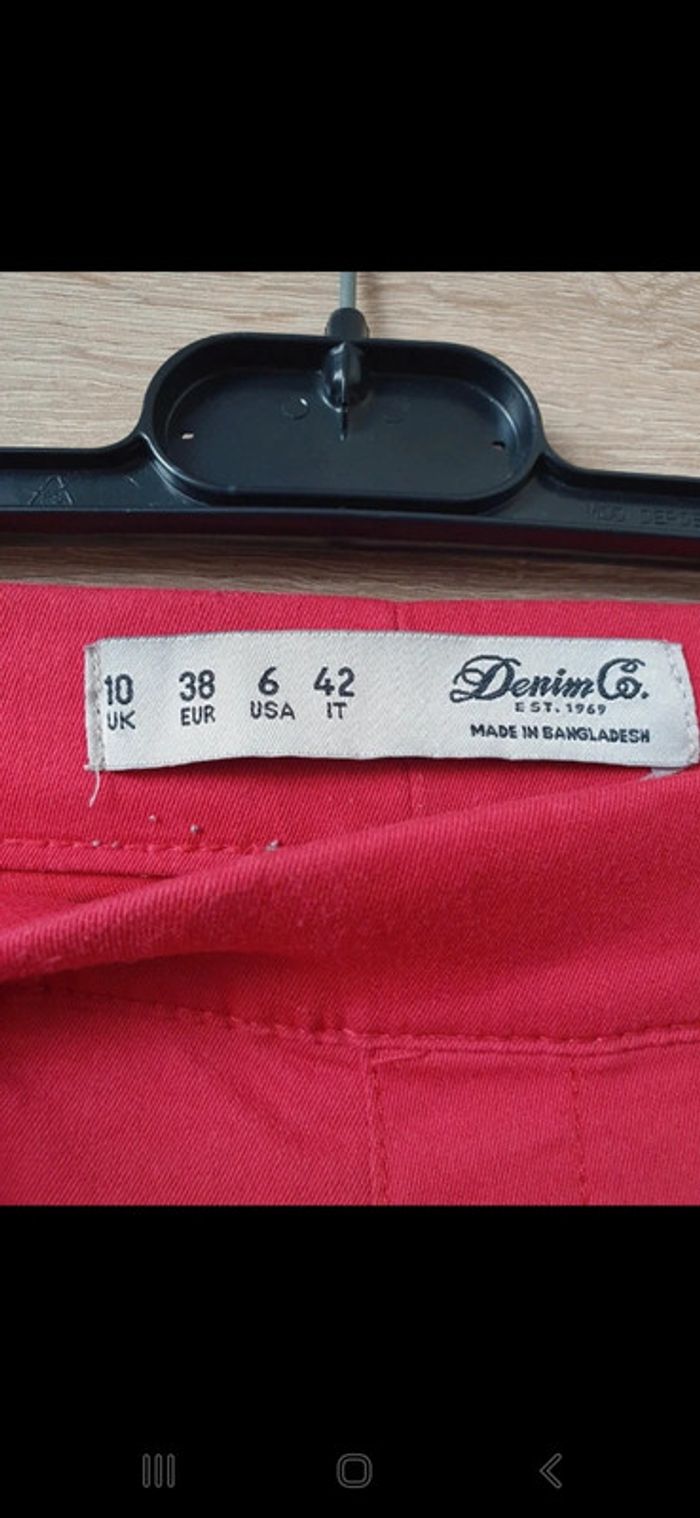 10 38 6 42
UK EUR USA IT
Denim Co.
EST. 1969
MADE IN BANGLADESH